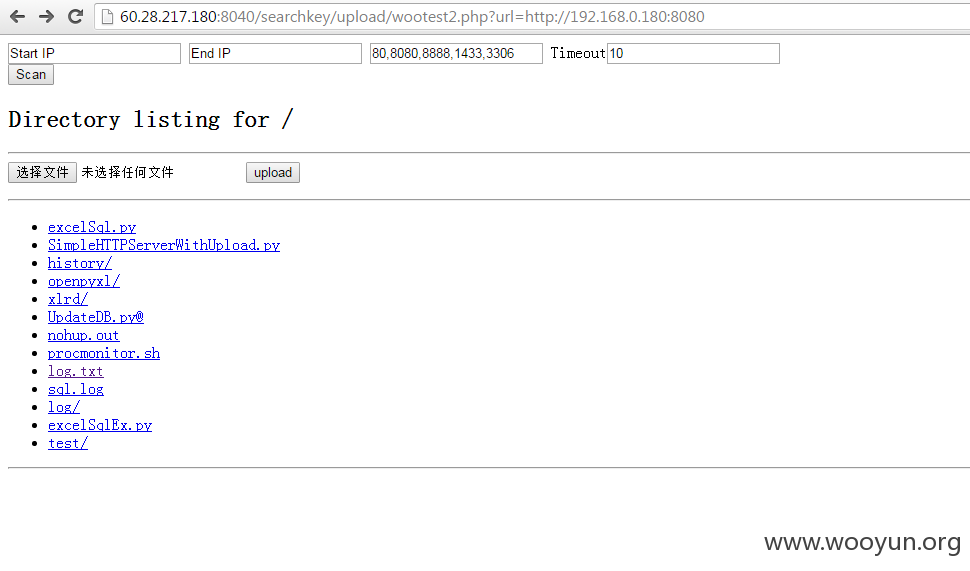 60.28.217.180:8040/searchkey/upload/wootest2.php?url=http://192.168.0.180:8080
Start IP End IP 80,8080,8888,1433,3306 Timeout 10
Scan
Directory listing for /
选择文件 未选择任何文件 upload
excelSql.py
SimpleHTTPServerWithUpload.py
history/
openpyxl/
xlrd/
UpdateDB.py@
nohup.out
procmonitor.sh
log.txt
sql.log
log/
excelSqlEx.py
test/
www.wooyun.org